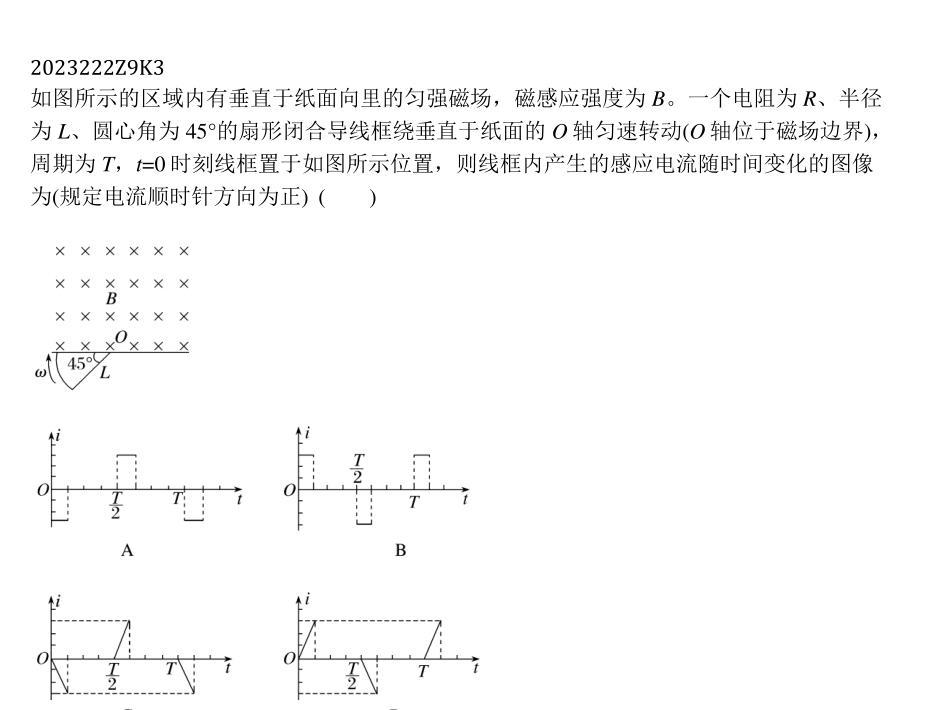 2023222Z9K3
如图所示的区域内有垂直于纸面向里的匀强磁场，磁感应强度为 B。一个电阻为 R、半径
为 L、圆心角为 45°的扇形闭合导线框绕垂直于纸面的 O 轴匀速转动(O 轴位于磁场边界)，
周期为 T，t=0 时刻线框置于如图所示位置，则线框内产生的感应电流随时间变化的图像
为(规定电流顺时针方向为正) (　　)
× × × × × ×
× × × × × ×
B
× × × × × ×
O
× × × × × ×
45°
ω
L
i
O
T/2
T
t
A
i
O
T/2
T
t
B
i
O
T/2
T
t
i
O
T/2
T
t